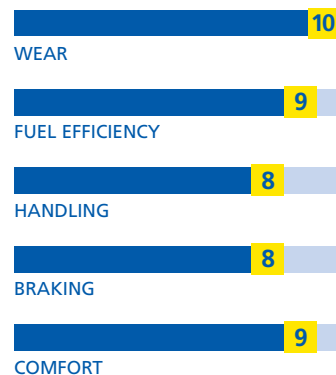 10
WEAR
9
FUEL EFFICIENCY
8
HANDLING
8
BRAKING
9
COMFORT